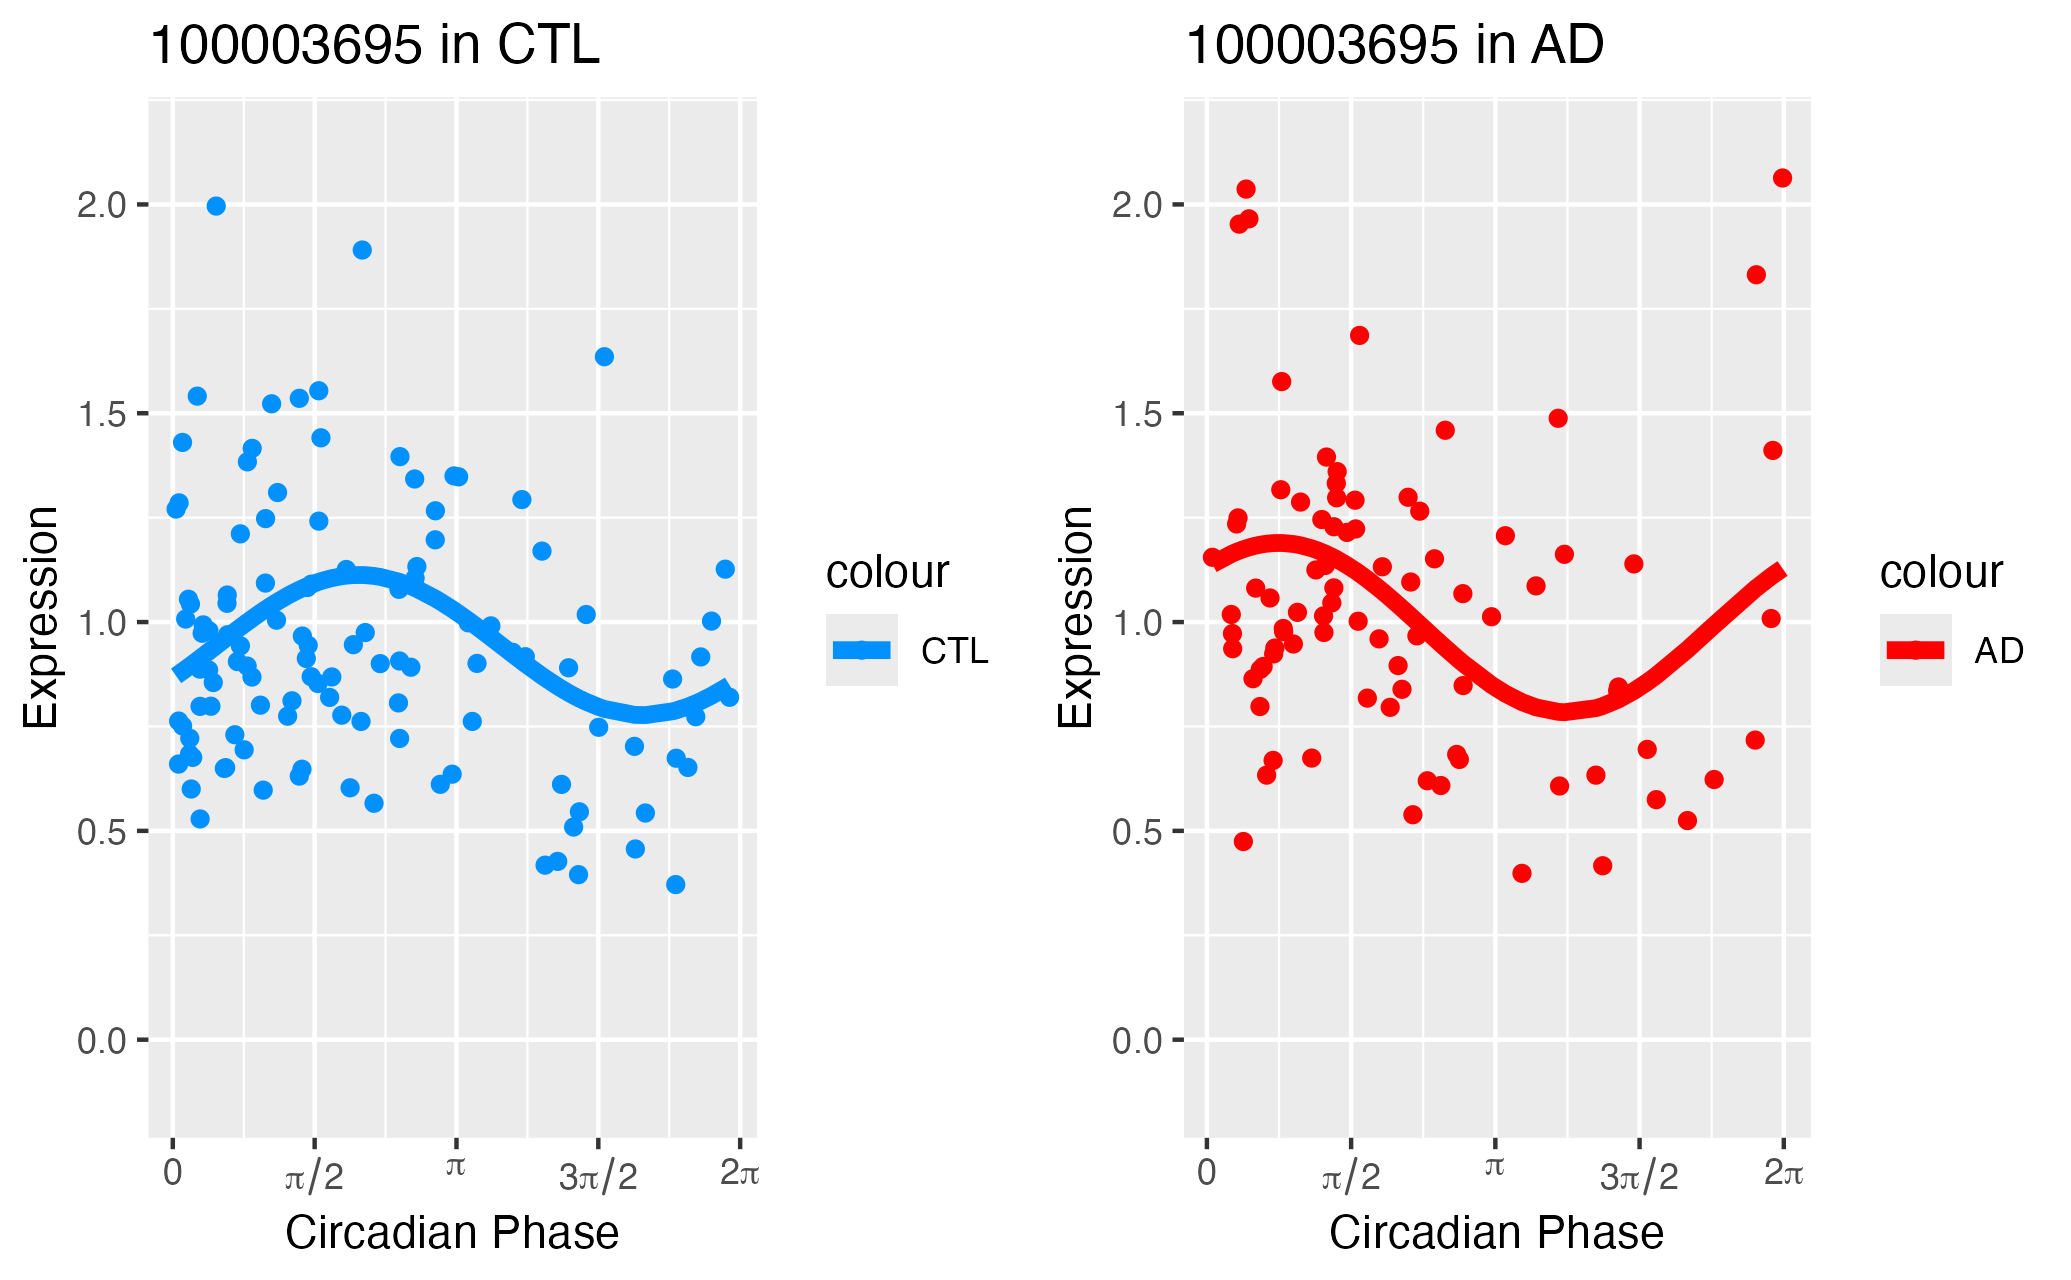 100003695 in CTL
Expression
2.0
1.5
1.0
0.5
0.0
0 π/2 π 3π/2 2π
Circadian Phase
colour
CTL
100003695 in AD
Expression
2.0
1.5
1.0
0.5
0.0
0 π/2 π 3π/2 2π
Circadian Phase
colour
AD